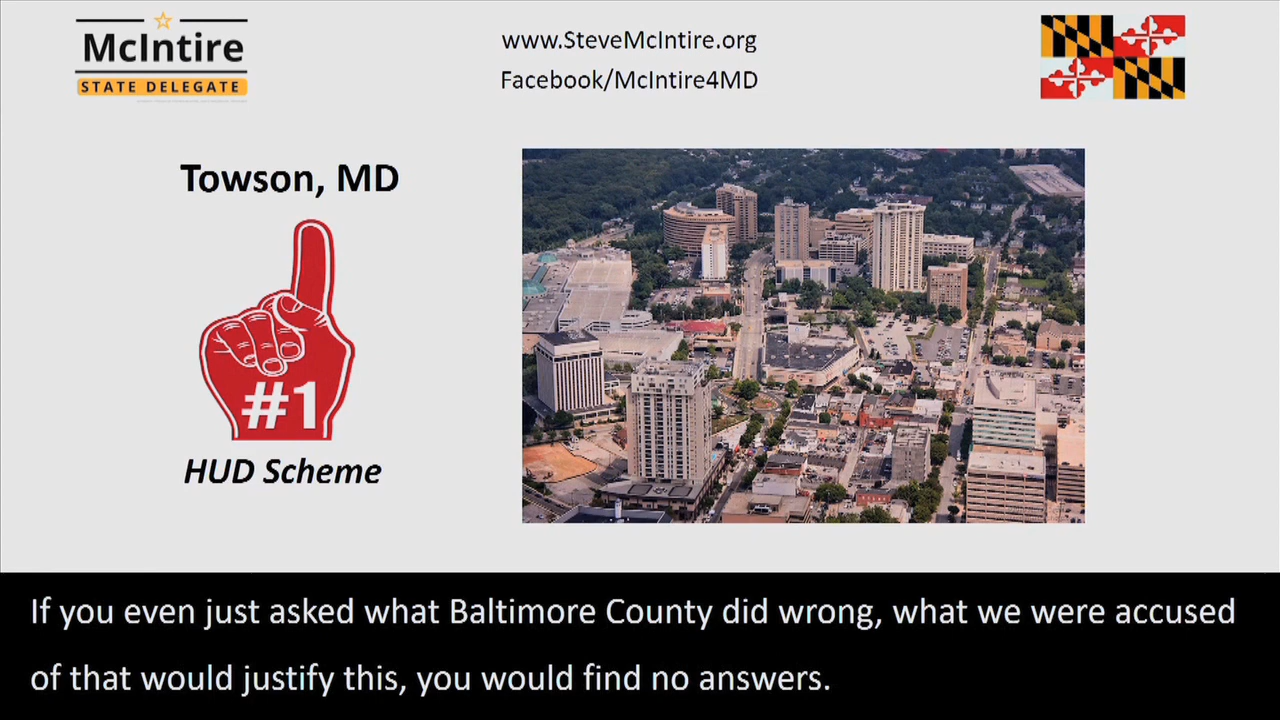 McIntire
STATE DELEGATE
www.SteveMcIntire.org
Facebook/McIntire4MD
Towson, MD
#1
HUD Scheme
If you even just asked what Baltimore County did wrong, what we were accused
of that would justify this, you would find no answers.